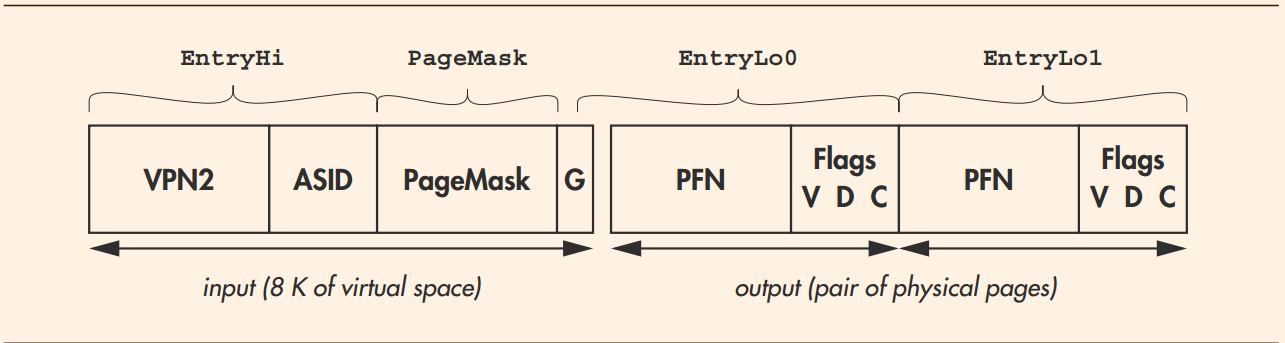 EntryHi PageMask EntryLo0 EntryLo1
VPN2 ASID PageMask G PFN Flags V D C PFN Flags V D C
input (8 K of virtual space) output (pair of physical pages)